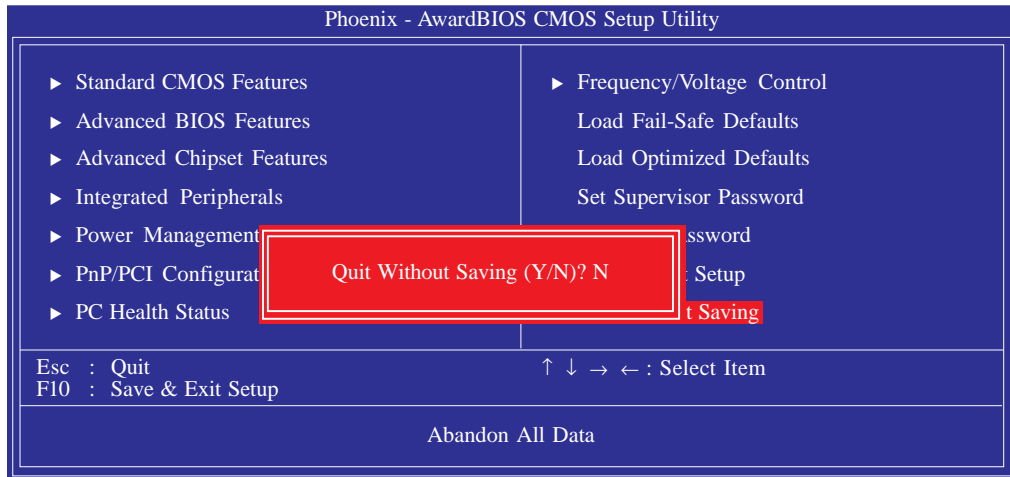 Phoenix - AwardBIOS CMOS Setup Utility
► Standard CMOS Features
► Advanced BIOS Features
► Advanced Chipset Features
► Integrated Peripherals
► Power Management
► PnP/PCI Configurat
► PC Health Status
► Frequency/Voltage Control
Load Fail-Safe Defaults
Load Optimized Defaults
Set Supervisor Password
ssword
Setup
t Saving
Quit Without Saving (Y/N)? N
Esc : Quit
F10 : Save & Exit Setup
↑ ↓ → ← : Select Item
Abandon All Data